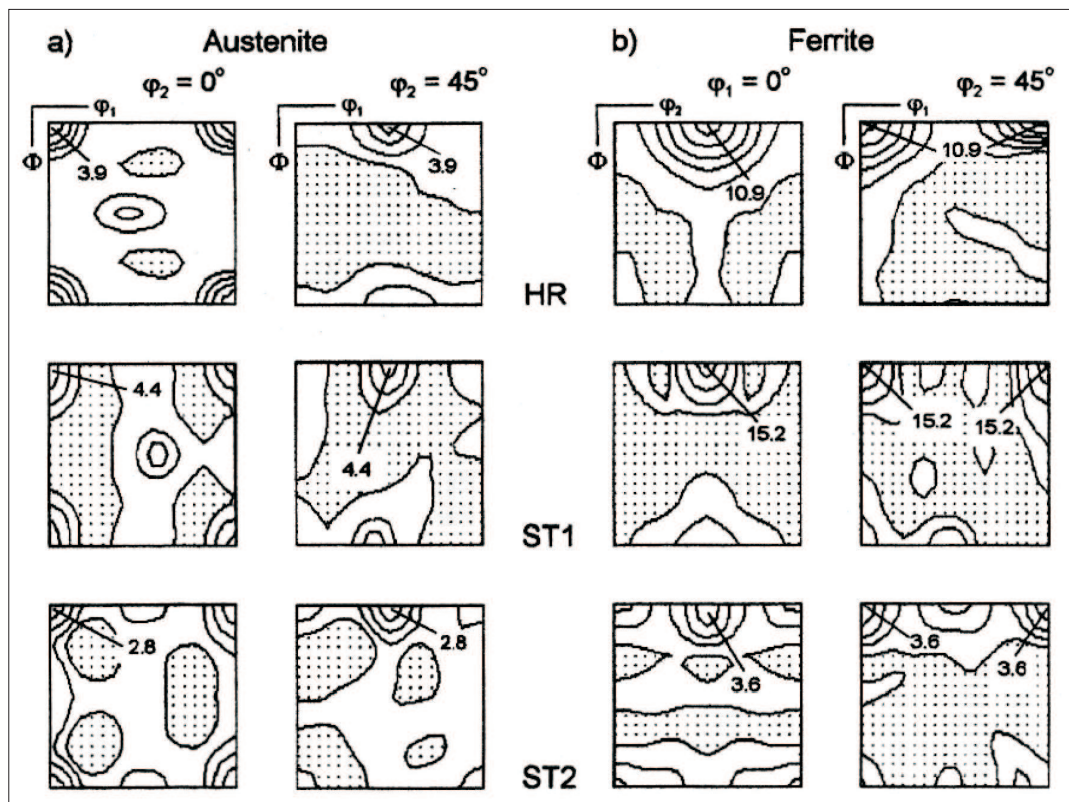 a) Austenite b) Ferrite
φ₂ = 0° φ₂ = 45° φ₁ = 0° φ₂ = 45°
φ₁ φ₁ φ₂ φ₁
Φ Φ Φ Φ
3.9 3.9 10.9 10.9
HR
4.4 4.4 15.2 15.2 15.2
ST1
2.8 2.8 3.6 3.6 3.6
ST2